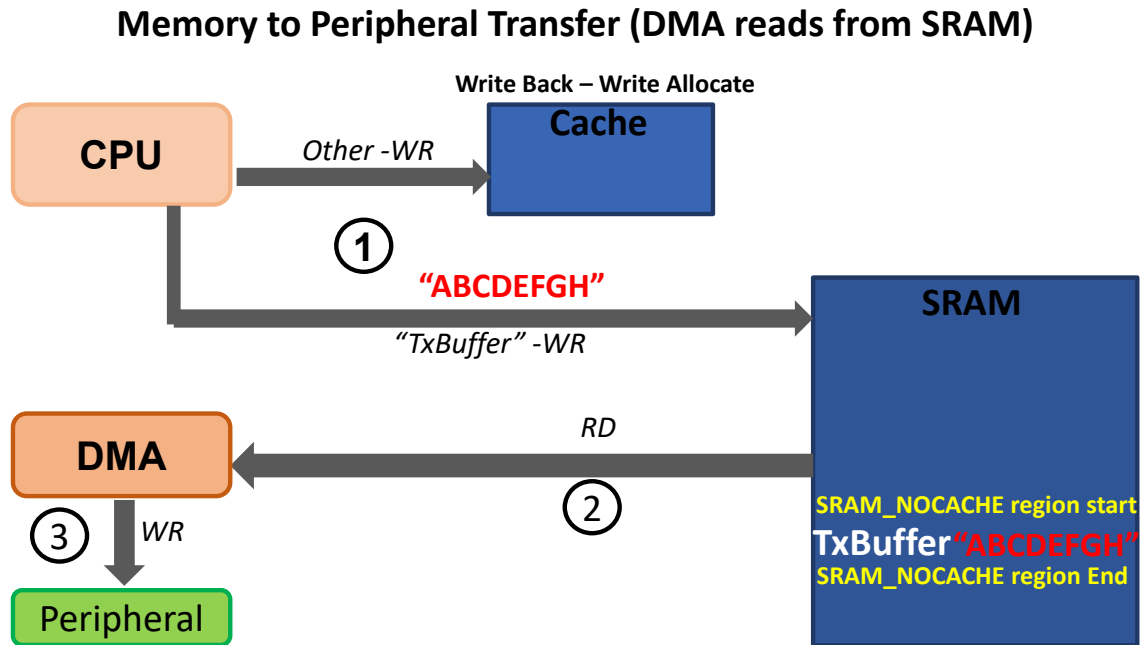 Memory to Peripheral Transfer (DMA reads from SRAM)
Write Back – Write Allocate
Cache
CPU
Other -WR
1
“ABCDEFGH”
“TxBuffer” -WR
SRAM
DMA
RD
2
3
WR
SRAM_NOCACHE region start
TxBuffer“ABCDEFGH”
SRAM_NOCACHE region End
Peripheral